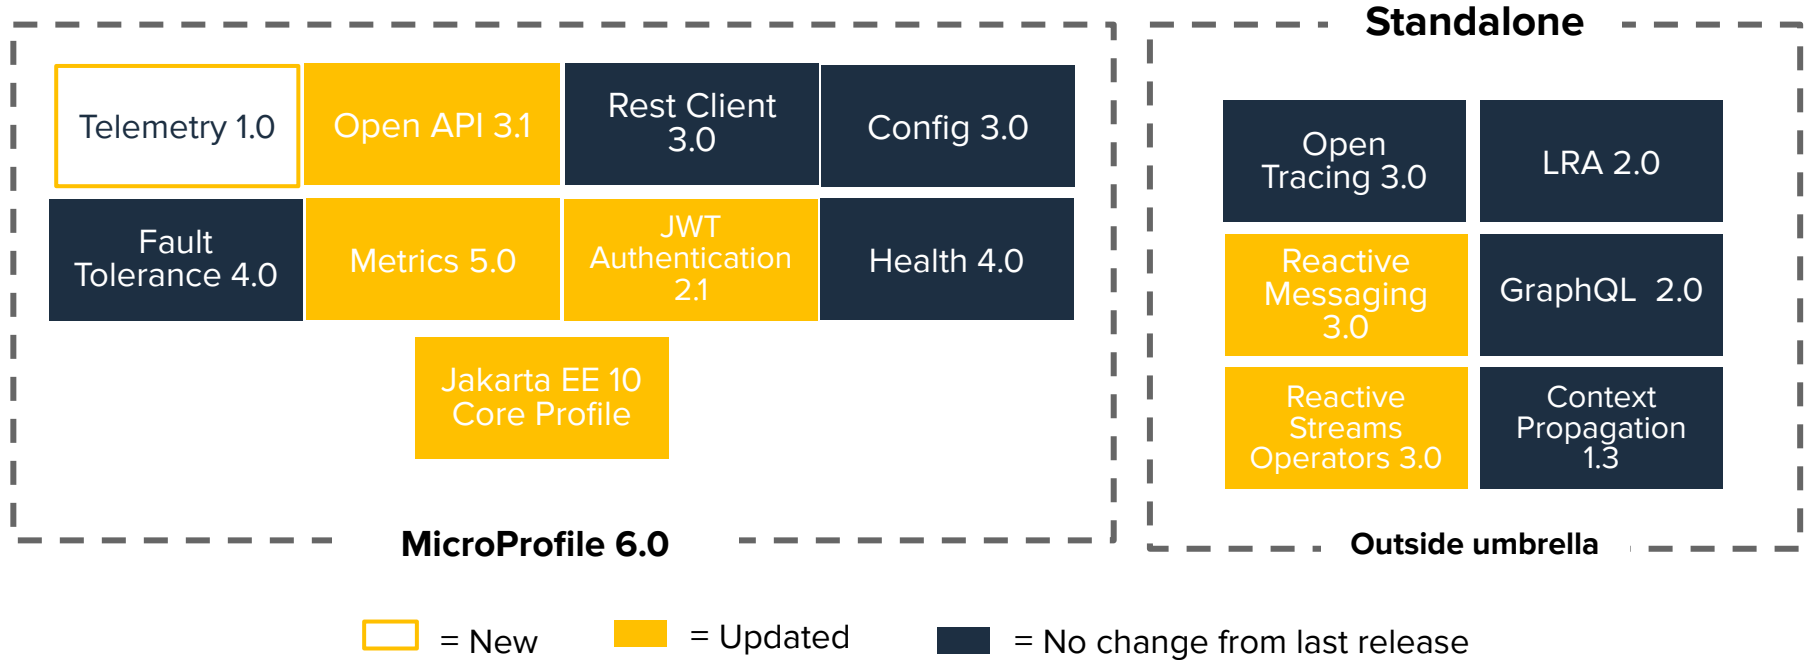 Standalone
Telemetry 1.0
Open API 3.1
Rest Client
3.0
Config 3.0
Fault
Tolerance 4.0
Metrics 5.0
JWT
Authentication
2.1
Health 4.0
Jakarta EE 10
Core Profile
MicroProfile 6.0
Open
Tracing 3.0
LRA 2.0
Reactive
Messaging
3.0
GraphQL 2.0
Reactive
Streams
Operators 3.0
Context
Propagation
1.3
Outside umbrella
= New
= Updated
= No change from last release